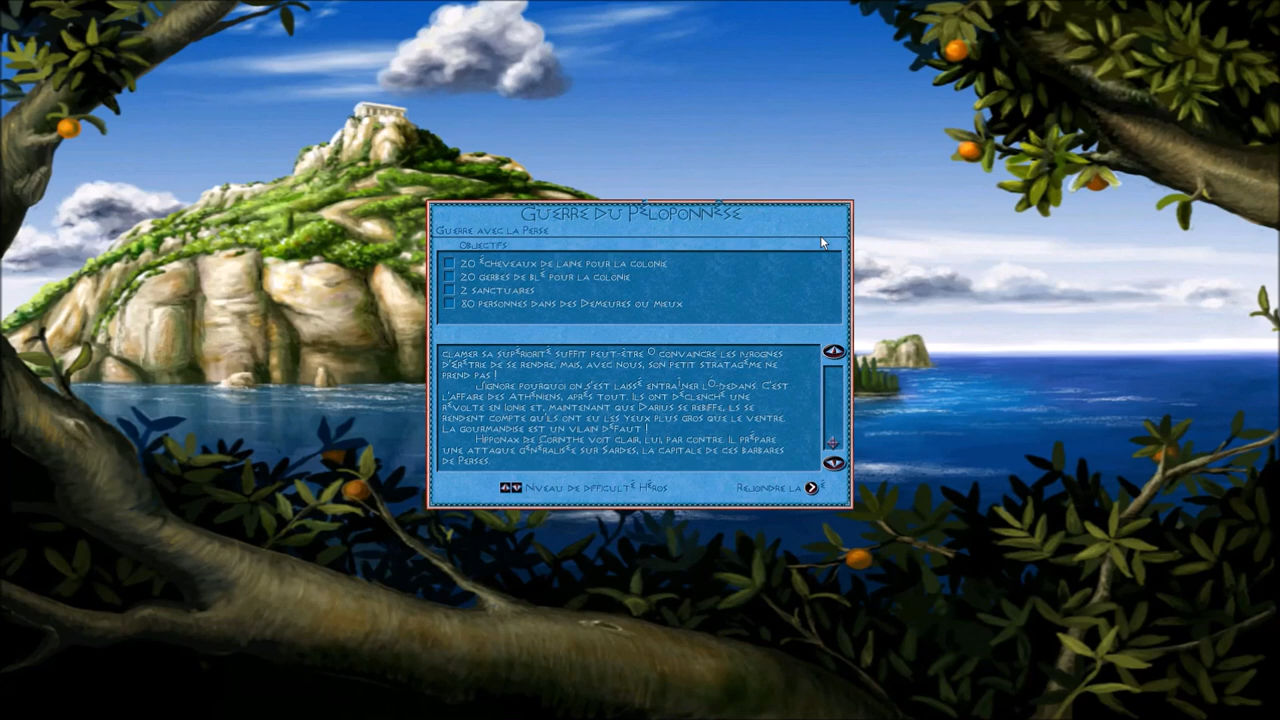 Guerre du Péloponnèse
Guerre avec la Perse
Objectifs
20 écheveaux de laine pour la colonie
20 gerbes de blé pour la colonie
2 sanctuaires
80 personnes dans des Demeures ou mieux
clamer sa supériorité suffit peut-être à convaincre les ivrognes
d'Érétrie de se rendre, mais, avec nous, son petit stratagème ne
prend pas !
J'ignore pourquoi on s'est laissé entraîner là-dedans. C'est
l'affaire des Athéniens, après tout. Ils ont déclenché une
révolte en Ionie et, maintenant que Darius se rebiffe, ils se
rendent compte qu'ils ont eu les yeux plus gros que le ventre.
La gourmandise est un vilain défaut !
Hipponax de Corinthe voit clair, lui, par contre. Il prépare
une attaque généralisée sur Sardes, la capitale de ces barbares
de Perses.
Niveau de difficulté Héros
Rejoindre la